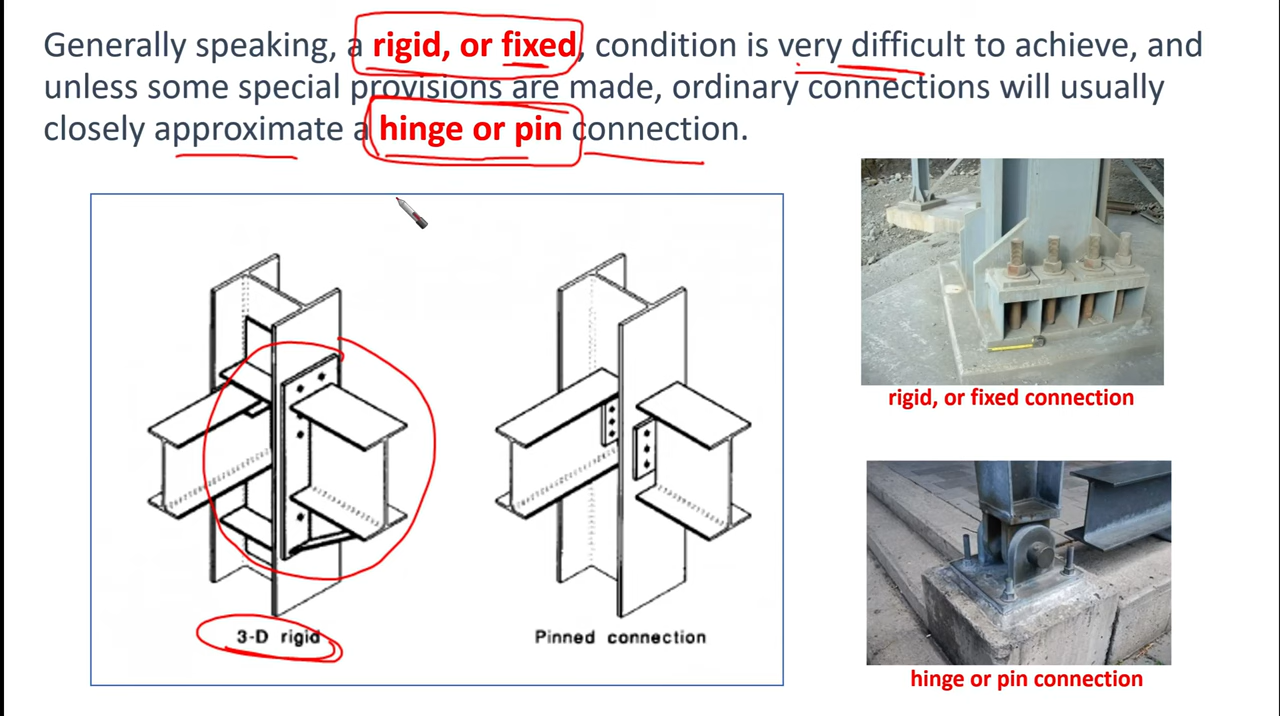 Generally speaking, a rigid, or fixed, condition is very difficult to achieve, and
unless some special provisions are made, ordinary connections will usually
closely approximate a hinge or pin connection.
rigid, or fixed connection
3-D rigid
Pinned connection
hinge or pin connection